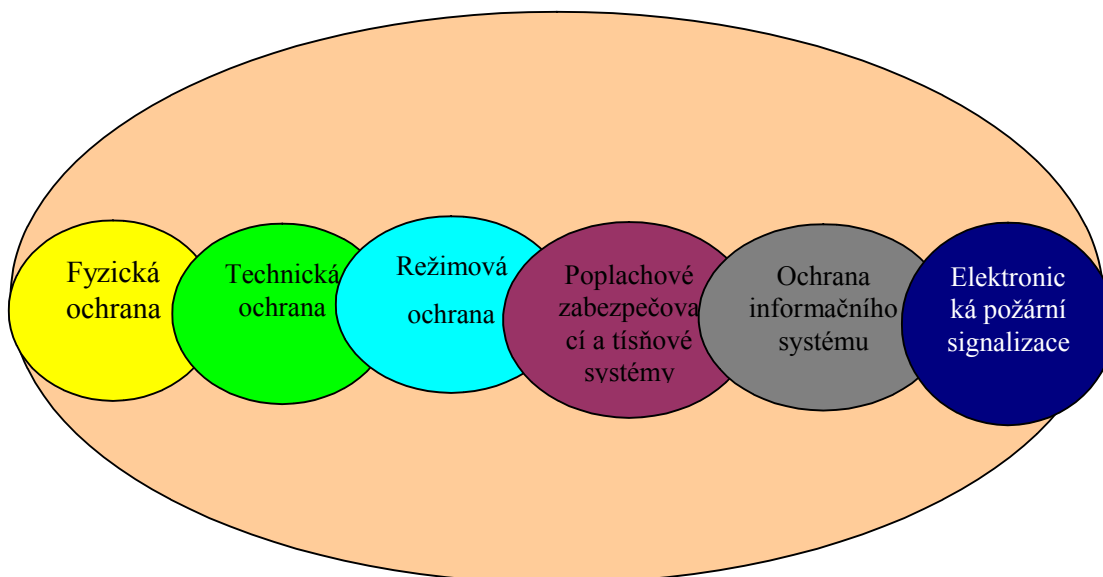 Fyzická
ochrana
Technická
ochrana
Režimová
ochrana
Poplachové
zabezpečova
cí a tísňové
systémy
Ochrana
informačního
systému
Elektronic
ká požární
signalizace